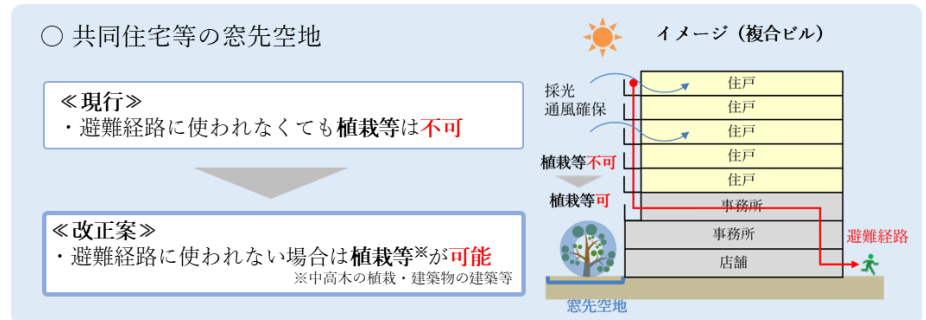 ○ 共同住宅等の窓先空地
≪現行≫
・避難経路に使われなくても植栽等は不可
≪改正案≫
・避難経路に使われない場合は植栽等※が可能
※中高木の植栽・建築物の建築等
イメージ（複合ビル）
採光
通風確保
植栽等不可
植栽等可
住戸
住戸
住戸
住戸
住戸
事務所
事務所
店舗
避難経路
窓先空地